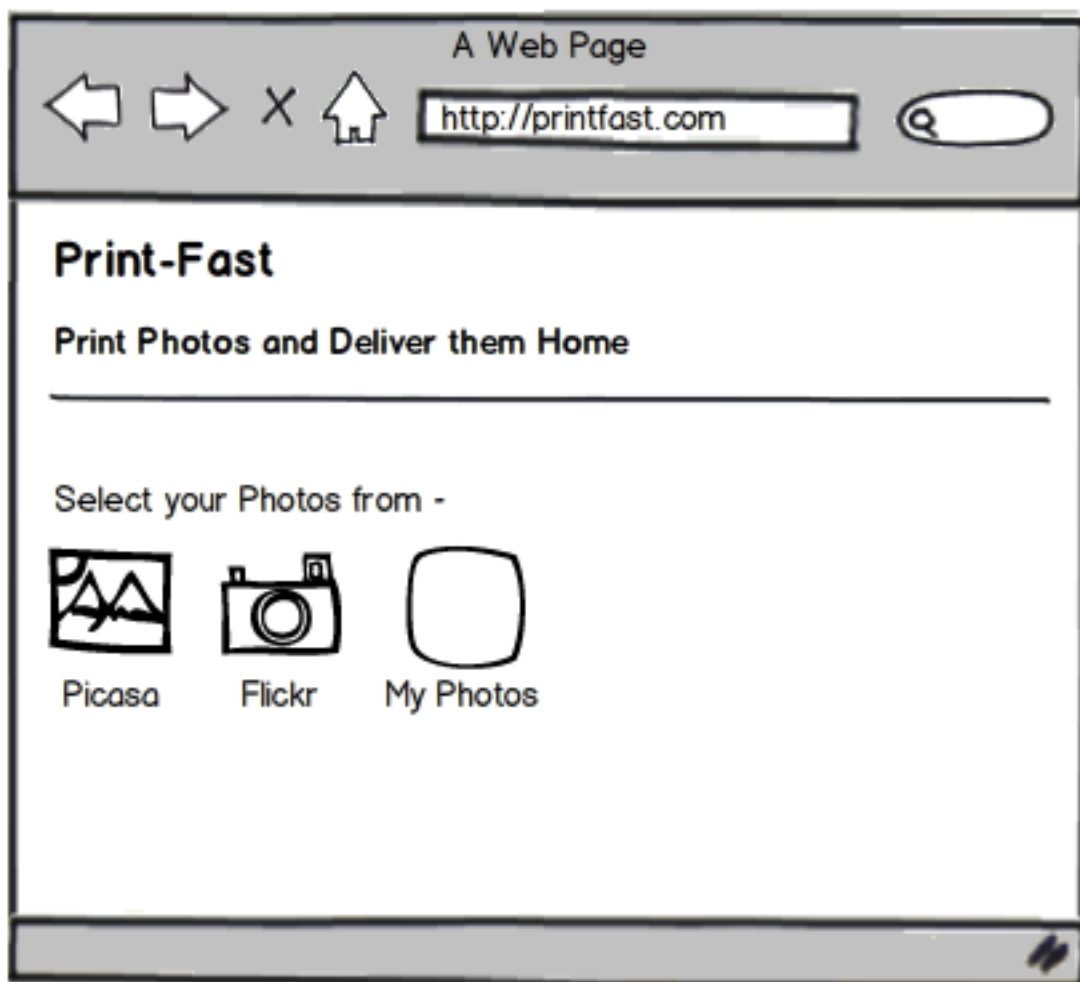 A Web Page
http://printfast.com
Print-Fast
Print Photos and Deliver them Home
Select your Photos from -
Picasa Flickr My Photos